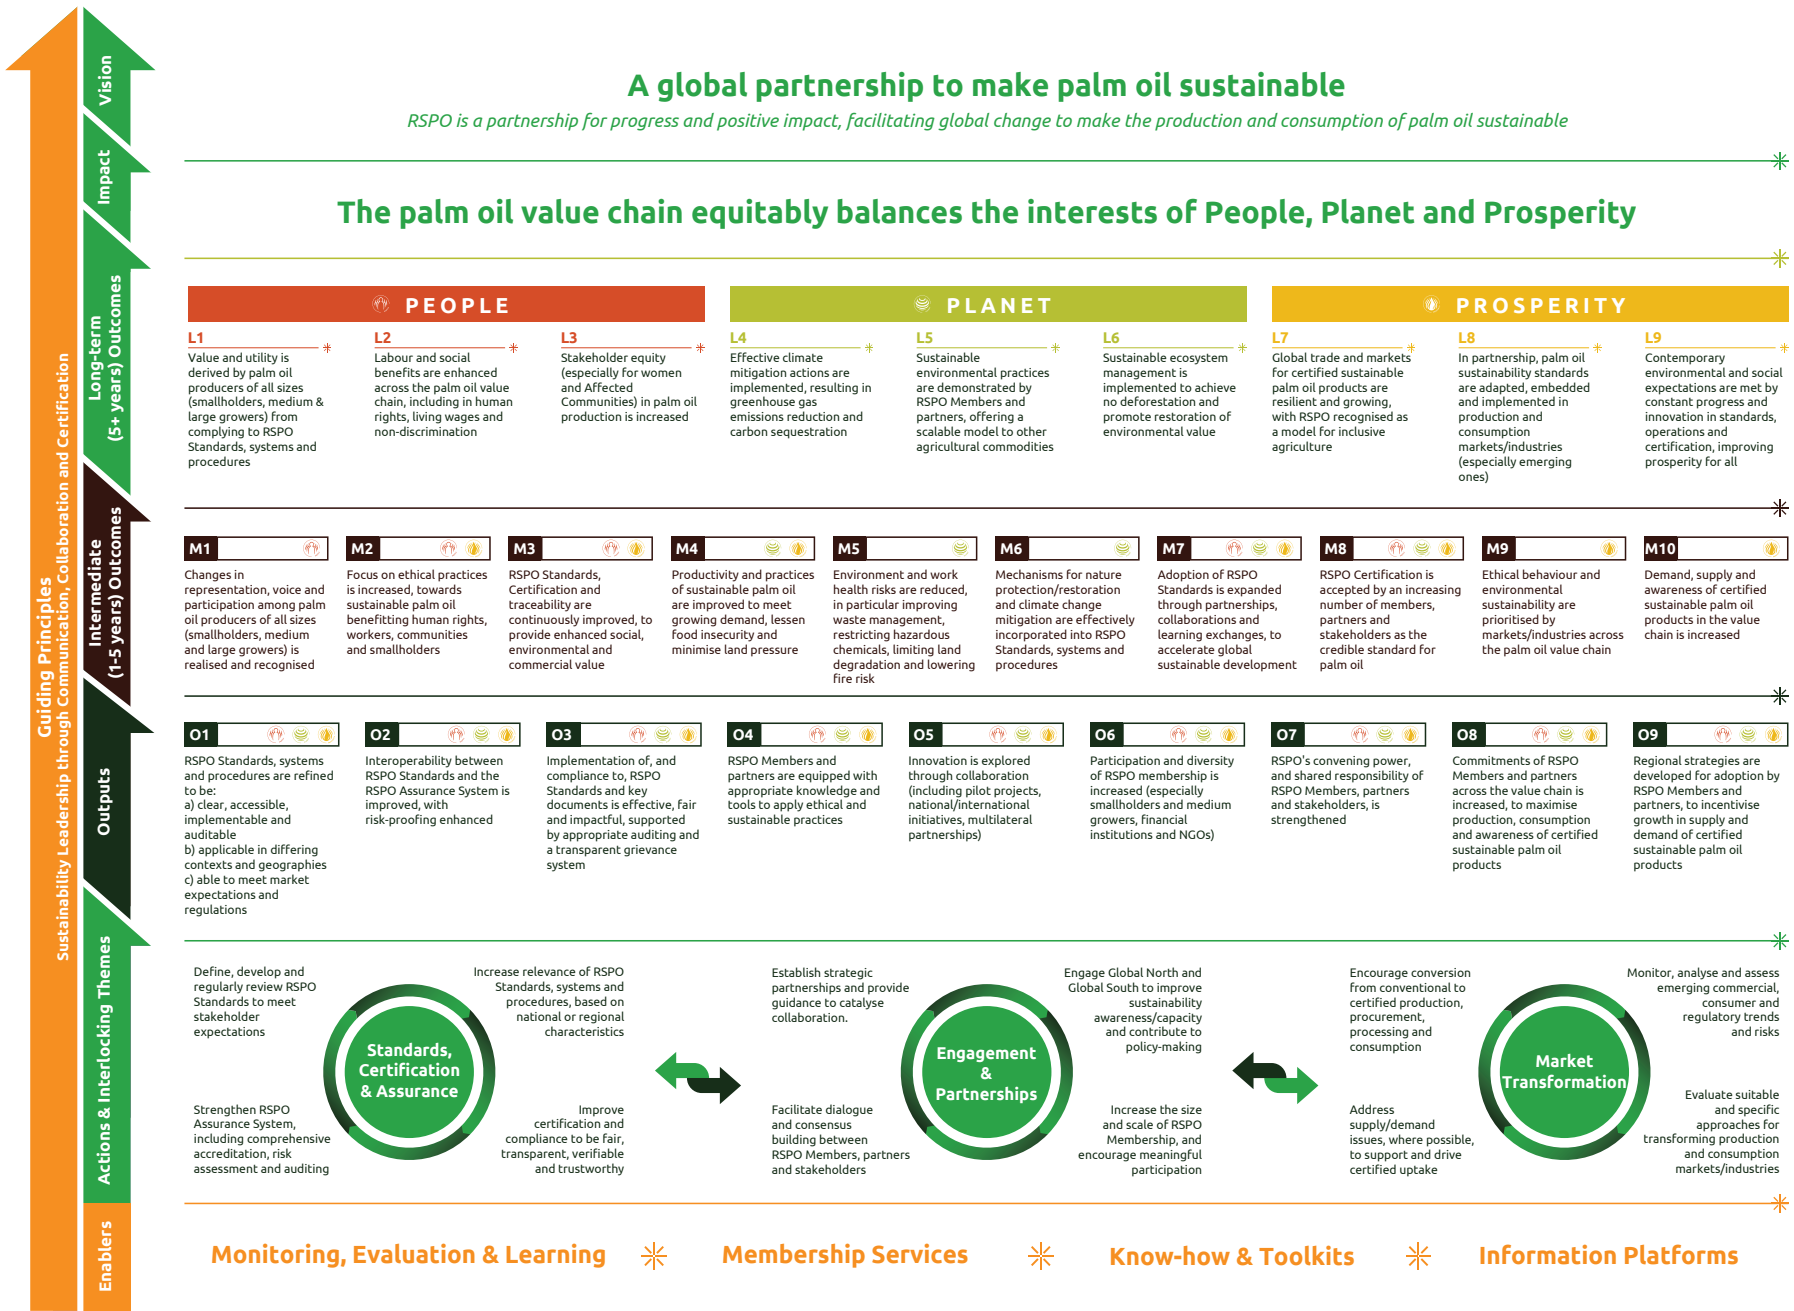 A global partnership to make palm oil sustainable
RSPO is a partnership for progress and positive impact, facilitating global change to make the production and consumption of palm oil sustainable
The palm oil value chain equitably balances the interests of People, Planet and Prosperity
Guiding Principles
Sustainability Leadership through Communication, Collaboration and Certification
Vision
Impact
Long-term
(5+ years) Outcomes
Intermediate
(1-5 years) Outcomes
Outputs
Actions & Interlocking Themes
Enablers
PEOPLE
L1
Value and utility is
derived by palm oil
producers of all sizes
(smallholders, medium &
large growers) from
complying to RSPO
Standards, systems and
procedures
L2
Labour and social
benefits are enhanced
across the palm oil value
chain, including in human
rights, living wages and
non-discrimination
L3
Stakeholder equity
(especially for women
and Affected
Communities) in palm oil
production is increased
PLANET
L4
Effective climate
mitigation actions are
implemented, resulting in
greenhouse gas
emissions reduction and
carbon sequestration
L5
Sustainable
environmental practices
are demonstrated by
RSPO Members and
partners, offering a
scalable model to other
agricultural commodities
L6
Sustainable ecosystem
management is
implemented to achieve
no deforestation and
promote restoration of
environmental value
PROSPERITY
L7
Global trade and markets
for certified sustainable
palm oil products are
resilient and growing,
with RSPO recognised as
a model for inclusive
agriculture
L8
In partnership, palm oil
sustainability standards
are adapted, embedded
and implemented in
production and
consumption
markets/industries
(especially emerging
ones)
L9
Contemporary
environmental and social
expectations are met by
constant progress and
innovation in standards,
operations and
certification, improving
prosperity for all
M1
Changes in
representation, voice and
participation among palm
oil producers of all sizes
(smallholders, medium
and large growers) is
realised and recognised
M2
Focus on ethical practices
is increased, towards
sustainable palm oil
benefitting human rights,
workers, communities
and smallholders
M3
RSPO Standards,
Certification and
traceability are
continuously improved, to
provide enhanced social,
environmental and
commercial value
M4
Productivity and practices
of sustainable palm oil
are improved to meet
growing demand, lessen
food insecurity and
minimise land pressure
M5
Environment and work
health risks are reduced,
in particular improving
waste management,
restricting hazardous
chemicals, limiting land
degradation and lowering
fire risk
M6
Mechanisms for nature
protection/restoration
and climate change
mitigation are effectively
incorporated into RSPO
Standards, systems and
procedures
M7
Adoption of RSPO
Standards is expanded
through partnerships,
collaborations and
learning exchanges, to
accelerate global
sustainable development
M8
RSPO Certification is
accepted by an increasing
number of members,
partners and
stakeholders as the
credible standard for
palm oil
M9
Ethical behaviour and
environmental
sustainability are
prioritised by
markets/industries across
the palm oil value chain
M10
Demand, supply and
awareness of certified
sustainable palm oil
products in the value
chain is increased
O1
RSPO Standards, systems
and procedures are refined
to be:
a) clear, accessible,
implementable and
auditable
b) applicable in differing
contexts and geographies
c) able to meet market
expectations and
regulations
O2
Interoperability between
RSPO Standards and the
RSPO Assurance System is
improved, with
risk-proofing enhanced
O3
Implementation of, and
compliance to, RSPO
Standards and key
documents is effective, fair
and impactful, supported
by appropriate auditing and
a transparent grievance
system
O4
RSPO Members and
partners are equipped with
appropriate knowledge and
tools to apply ethical and
sustainable practices
O5
Innovation is explored
through collaboration
(including pilot projects,
national/international
initiatives, multilateral
partnerships)
O6
Participation and diversity
of RSPO membership is
increased (especially
smallholders and medium
growers, financial
institutions and NGOs)
O7
RSPO's convening power,
and shared responsibility of
RSPO Members, partners
and stakeholders, is
strengthened
O8
Commitments of RSPO
Members and partners
across the value chain is
increased, to maximise
production, consumption
and awareness of certified
sustainable palm oil
products
O9
Regional strategies are
developed for adoption by
RSPO Members and
partners, to incentivise
growth in supply and
demand of certified
sustainable palm oil
products
Define, develop and
regularly review RSPO
Standards to meet
stakeholder
expectations
Increase relevance of RSPO
Standards, systems and
procedures, based on
national or regional
characteristics
Standards,
Certification
& Assurance
Strengthen RSPO
Assurance System,
including comprehensive
accreditation, risk
assessment and auditing
Improve
certification and
compliance to be fair,
transparent, verifiable
and trustworthy
Establish strategic
partnerships and provide
guidance to catalyse
collaboration.
Engage Global North and
Global South to improve
sustainability
awareness/capacity
and contribute to
policy-making
Engagement
&
Partnerships
Facilitate dialogue
and consensus
building between
RSPO Members, partners
and stakeholders
Increase the size
and scale of RSPO
Membership, and
encourage meaningful
participation
Encourage conversion
from conventional to
certified production,
procurement,
processing and
consumption
Monitor, analyse and assess
emerging commercial,
consumer and
regulatory trends
and risks
Market
Transformation
Address
supply/demand
issues, where possible,
to support and drive
certified uptake
Evaluate suitable
and specific
approaches for
transforming production
and consumption
markets/industries
Monitoring, Evaluation & Learning
Membership Services
Know-how & Toolkits
Information Platforms